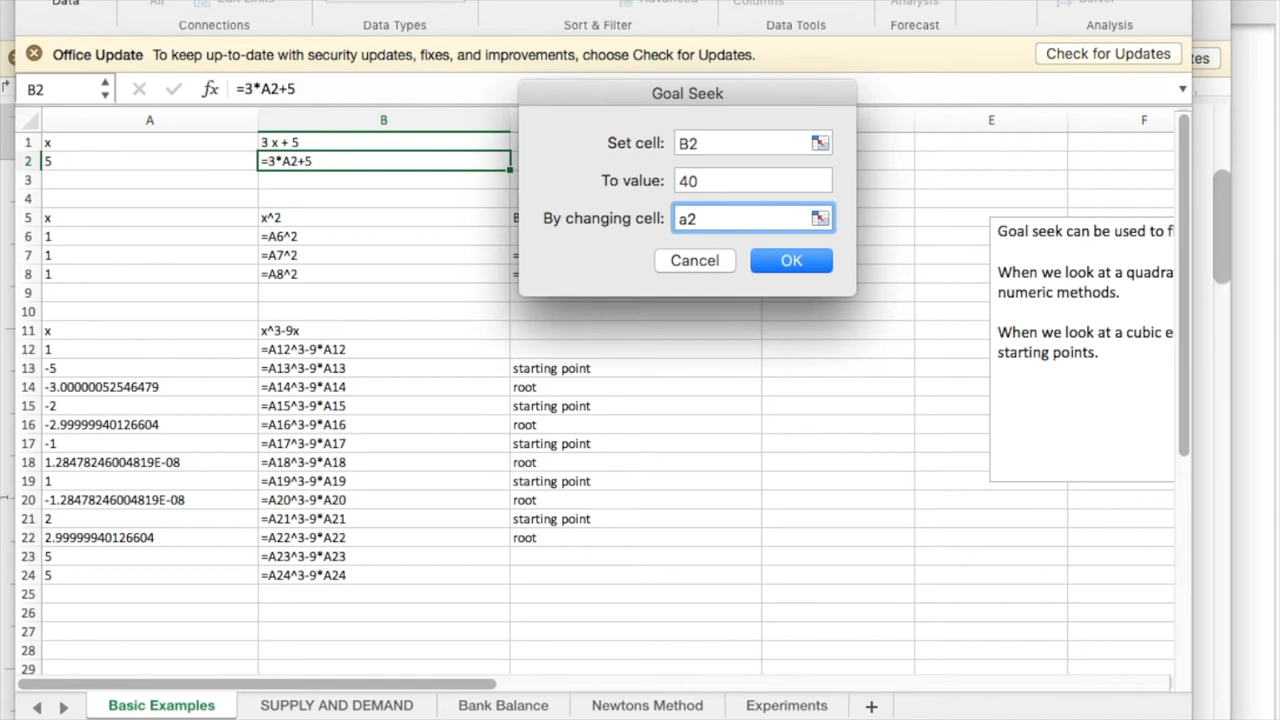 Data
All
Edit Links
Advanced
Columns
Analysis
Solver
Connections
Data Types
Sort & Filter
Data Tools
Forecast
Analysis
Office Update To keep up-to-date with security updates, fixes, and improvements, choose Check for Updates.
Check for Updates
tes
B2
fx
=3*A2+5
Goal Seek
Set cell: B2
To value: 40
By changing cell: a2
Cancel
OK
A B E F
1 x 3 x + 5
2 5 =3*A2+5
3
4
5 x x^2
6 1 =A6^2
7 1 =A7^2
8 1 =A8^2
9
10
11 x x^3-9x
12 1 =A12^3-9*A12
13 -5 =A13^3-9*A13 starting point
14 -3.00000052546479 =A14^3-9*A14 root
15 -2 =A15^3-9*A15 starting point
16 -2.99999940126604 =A16^3-9*A16 root
17 -1 =A17^3-9*A17 starting point
18 1.28478246004819E-08 =A18^3-9*A18 root
19 1 =A19^3-9*A19 starting point
20 -1.28478246004819E-08 =A20^3-9*A20 root
21 2 =A21^3-9*A21 starting point
22 2.99999940126604 =A22^3-9*A22 root
23 5 =A23^3-9*A23
24 5 =A24^3-9*A24
25
26
27
28
29
Goal seek can be used to f
When we look at a quadra
numeric methods.
When we look at a cubic e
starting points.
Basic Examples
SUPPLY AND DEMAND
Bank Balance
Newtons Method
Experiments
+